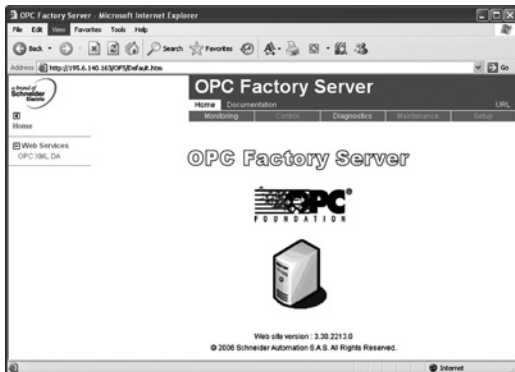 OPC Factory Server - Microsoft Internet Explorer
File Edit View Favorites Tools Help
Back Search Favorites
Address http://195.6.140.163/OPS/Default.htm Go
a brand of
Schneider
Electric
OPC Factory Server
Home Documentation URL
Monitoring Control Diagnostics Maintenance Setup
Home
Web Services
OPC XML DA
OPC Factory Server
OPC
FOUNDATION
Web site version : 3.30.2213.0
© 2006 Schneider Automation S.A.S. All Rights Reserved.
Internet